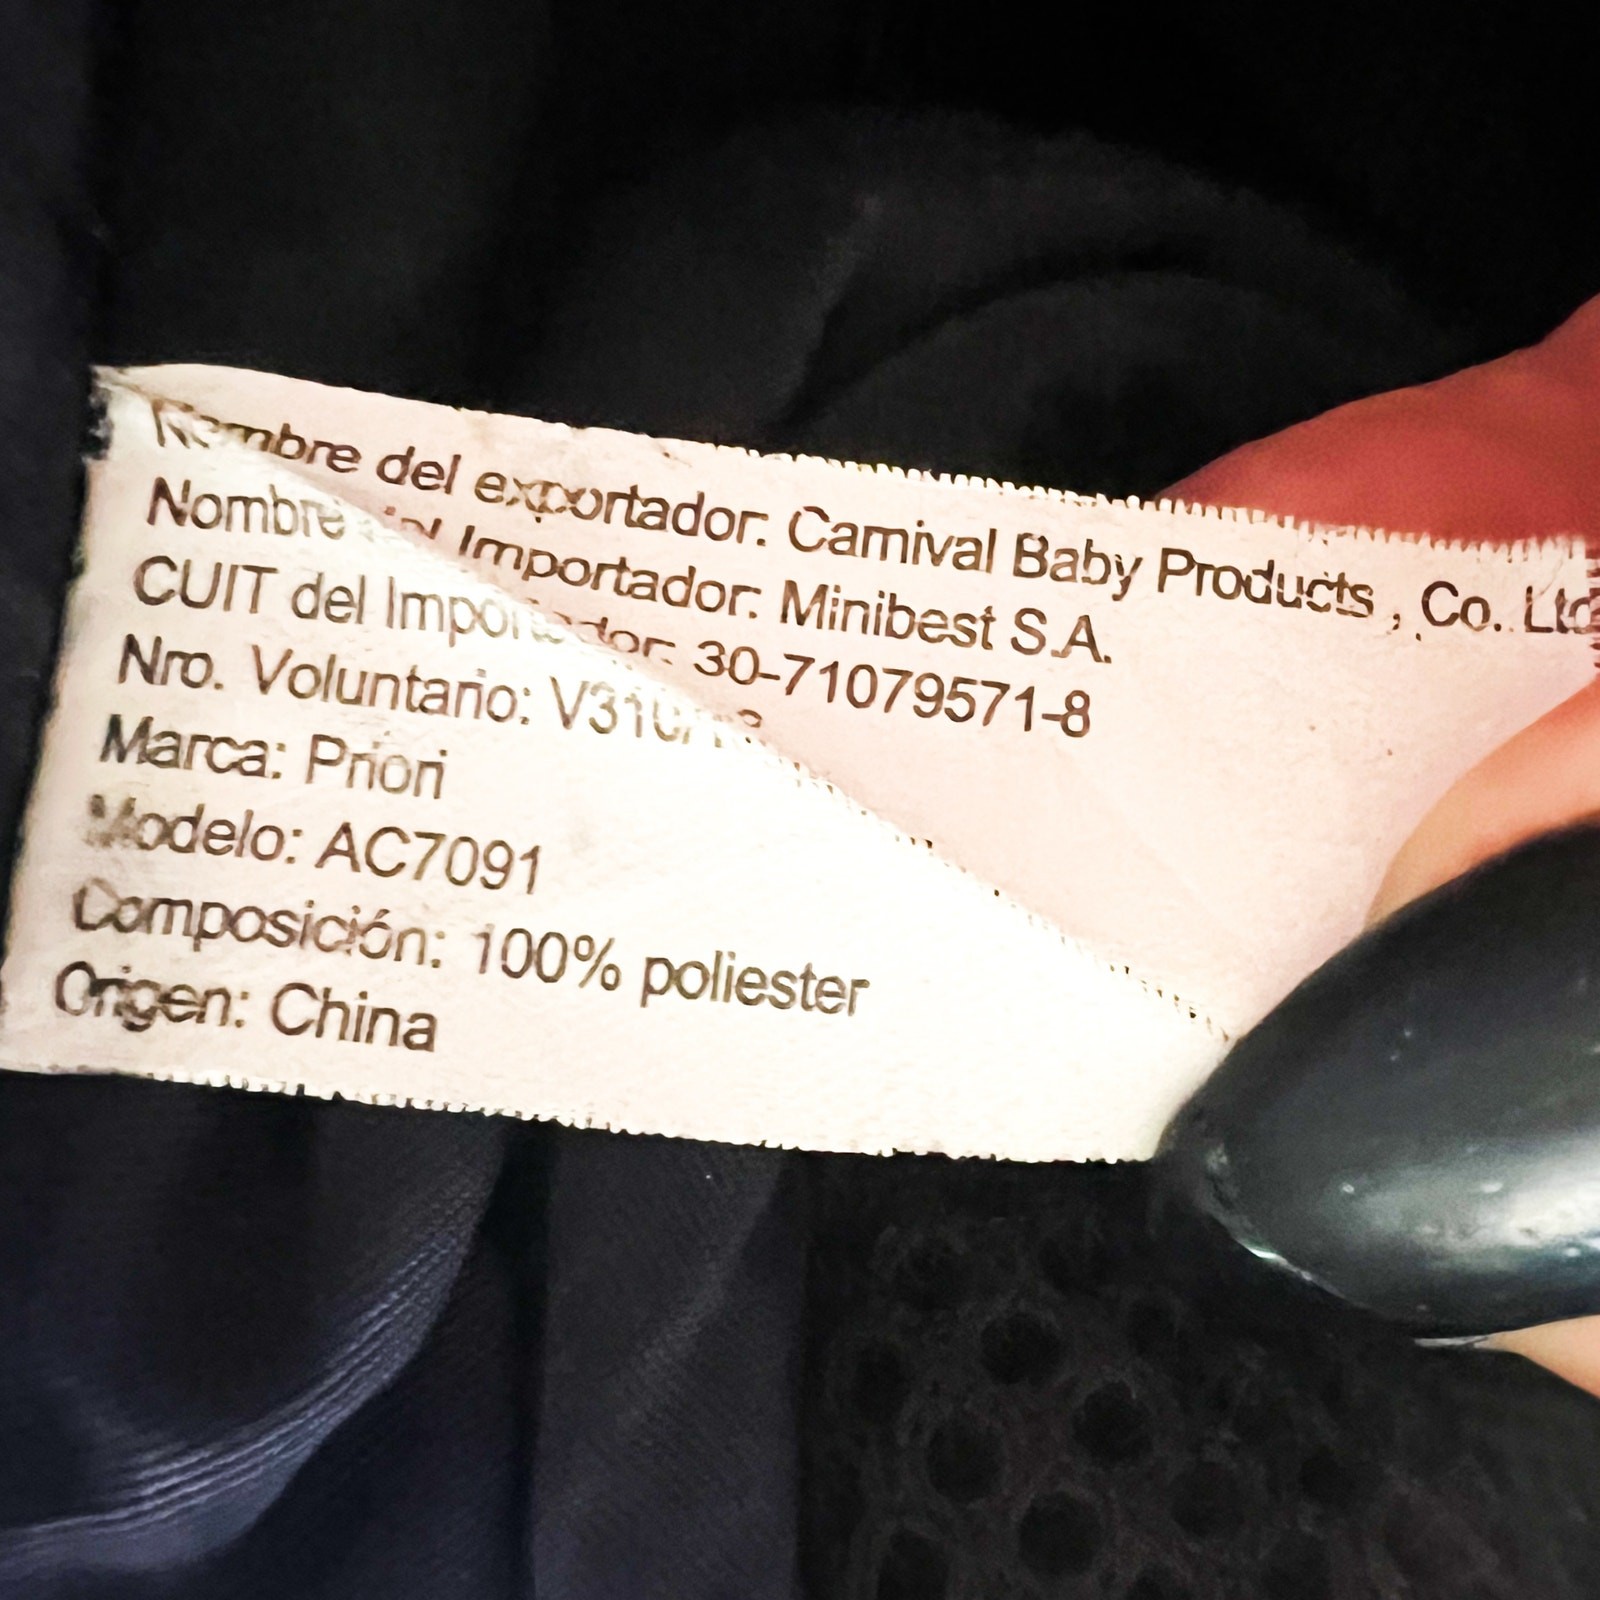 Nombre del exportador: Carnival Baby Products , Co. Ltd
Nombre del Importador: Minibest S.A.
CUIT del Importador: 30-71079571-8
Nro. Voluntario:
Marca: Priori
Modelo: AC7091
Composición: 100% poliester
Origen: China